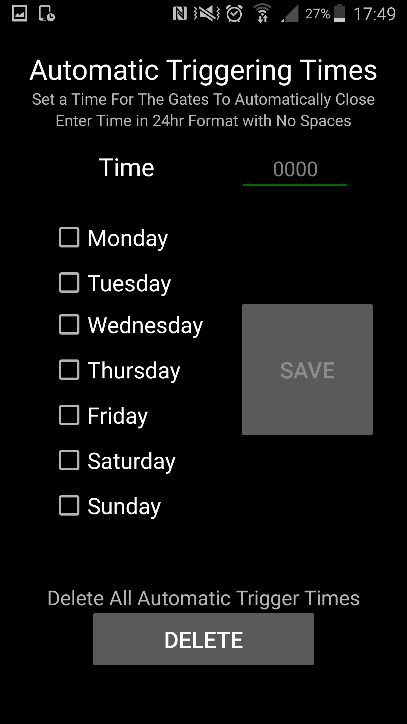 27% 17:49
Automatic Triggering Times
Set a Time For The Gates To Automatically Close
Enter Time in 24hr Format with No Spaces
Time 0000
Monday
Tuesday
Wednesday
Thursday
SAVE
Friday
Saturday
Sunday
Delete All Automatic Trigger Times
DELETE